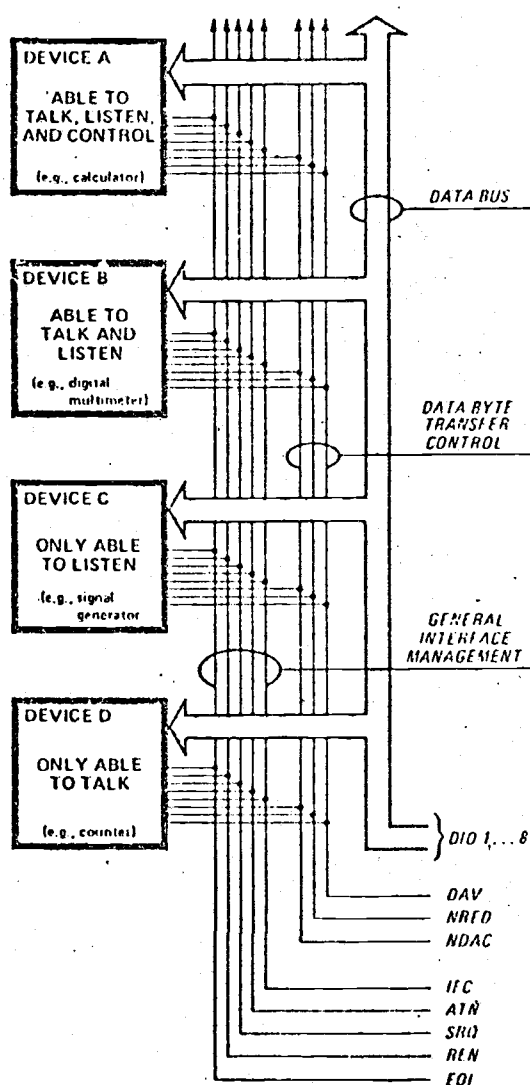 DEVICE A
ABLE TO
TALK, LISTEN,
AND CONTROL
(e.g., calculator)
DATA BUS
DEVICE B
ABLE TO
TALK AND
LISTEN
(e.g., digital
multimeter)
DATA BYTE
TRANSFER
CONTROL
DEVICE C
ONLY ABLE
TO LISTEN
(e.g., signal
generator
GENERAL
INTERFACE
MANAGEMENT
DEVICE D
ONLY ABLE
TO TALK
(e.g., counter)
DIO 1,...8
DAV
NRFD
NDAC
IFC
ATN
SRQ
REN
EOI